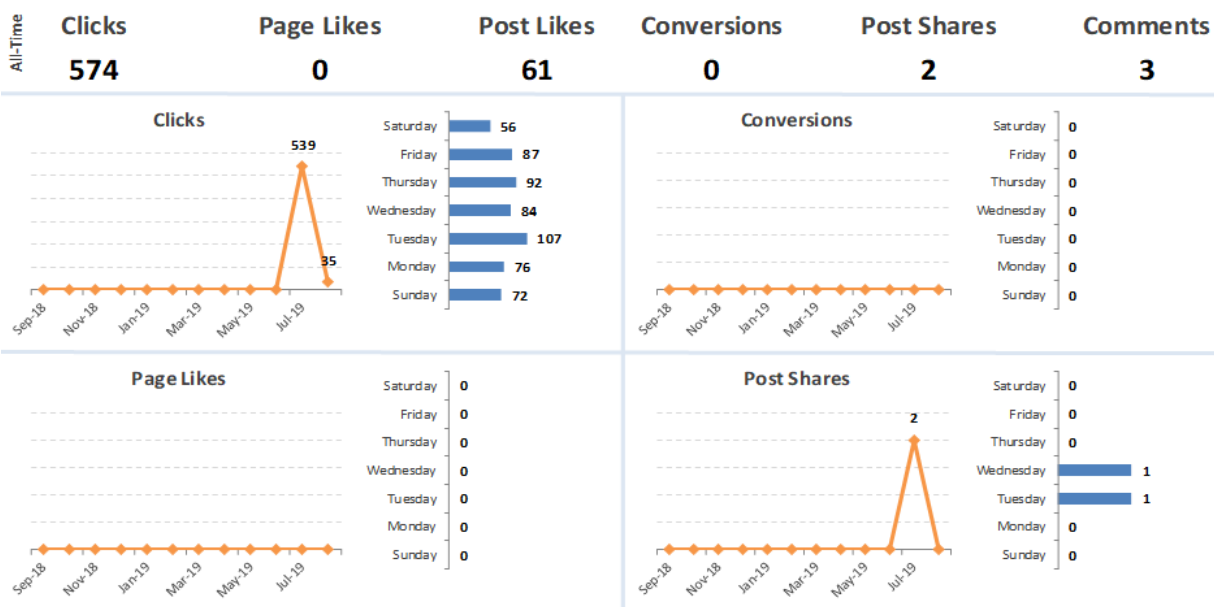 All-Time
Clicks Page Likes Post Likes Conversions Post Shares Comments
574 0 61 0 2 3
Clicks
539
35
Sep-18 Nov-18 Jan-19 Mar-19 May-19 Jul-19
Saturday 56
Friday 87
Thursday 92
Wednesday 84
Tuesday 107
Monday 76
Sunday 72
Conversions
Sep-18 Nov-18 Jan-19 Mar-19 May-19 Jul-19
Saturday 0
Friday 0
Thursday 0
Wednesday 0
Tuesday 0
Monday 0
Sunday 0
Page Likes
Sep-18 Nov-18 Jan-19 Mar-19 May-19 Jul-19
Saturday 0
Friday 0
Thursday 0
Wednesday 0
Tuesday 0
Monday 0
Sunday 0
Post Shares
2
Sep-18 Nov-18 Jan-19 Mar-19 May-19 Jul-19
Saturday 0
Friday 0
Thursday 0
Wednesday 1
Tuesday 1
Monday 0
Sunday 0